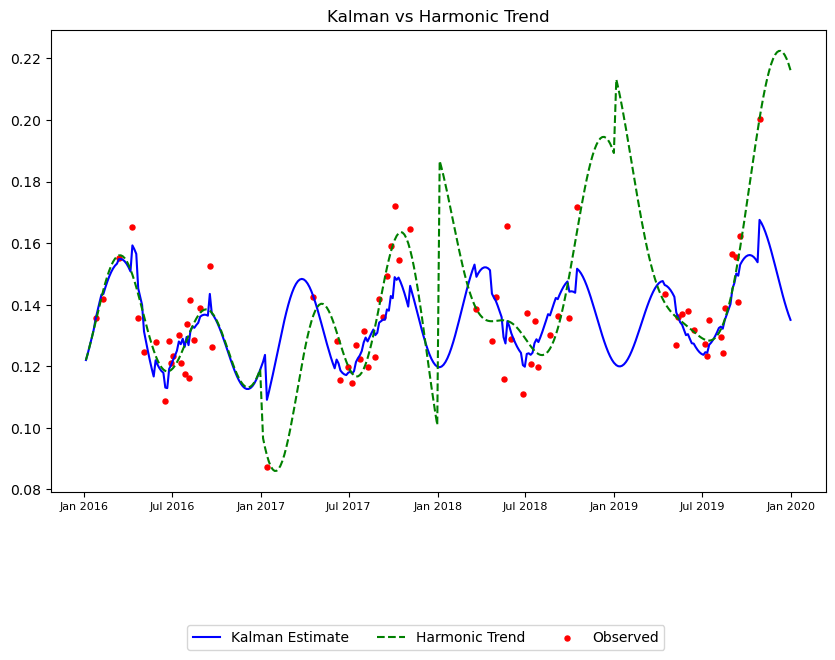 Kalman vs Harmonic Trend
0.22
0.20
0.18
0.16
0.14
0.12
0.10
0.08
Jan 2016 Jul 2016 Jan 2017 Jul 2017 Jan 2018 Jul 2018 Jan 2019 Jul 2019 Jan 2020
Kalman Estimate Harmonic Trend Observed